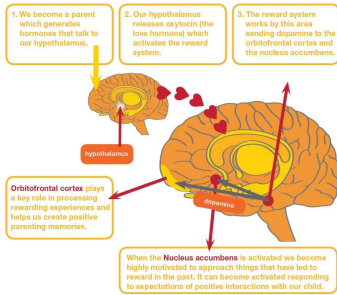 1. We become a parent
which generates
hormones that talk to
our hypothalamus.
2. Our hypothalamus
releases oxytocin (the
love hormone) which
activates the reward
system.
3. The reward system
works by this area
sending dopamine to the
orbitofrontal cortex and
the nucleus accumbens.
hypothalamus
dopamine
Orbitofrontal cortex plays
a key role in processing
rewarding experiences and
helps us create positive
parenting memories.
When the Nucleus accumbens is activated we become
highly motivated to approach things that have led to
reward in the past. It can become activated responding
to expectations of positive interactions with our child.